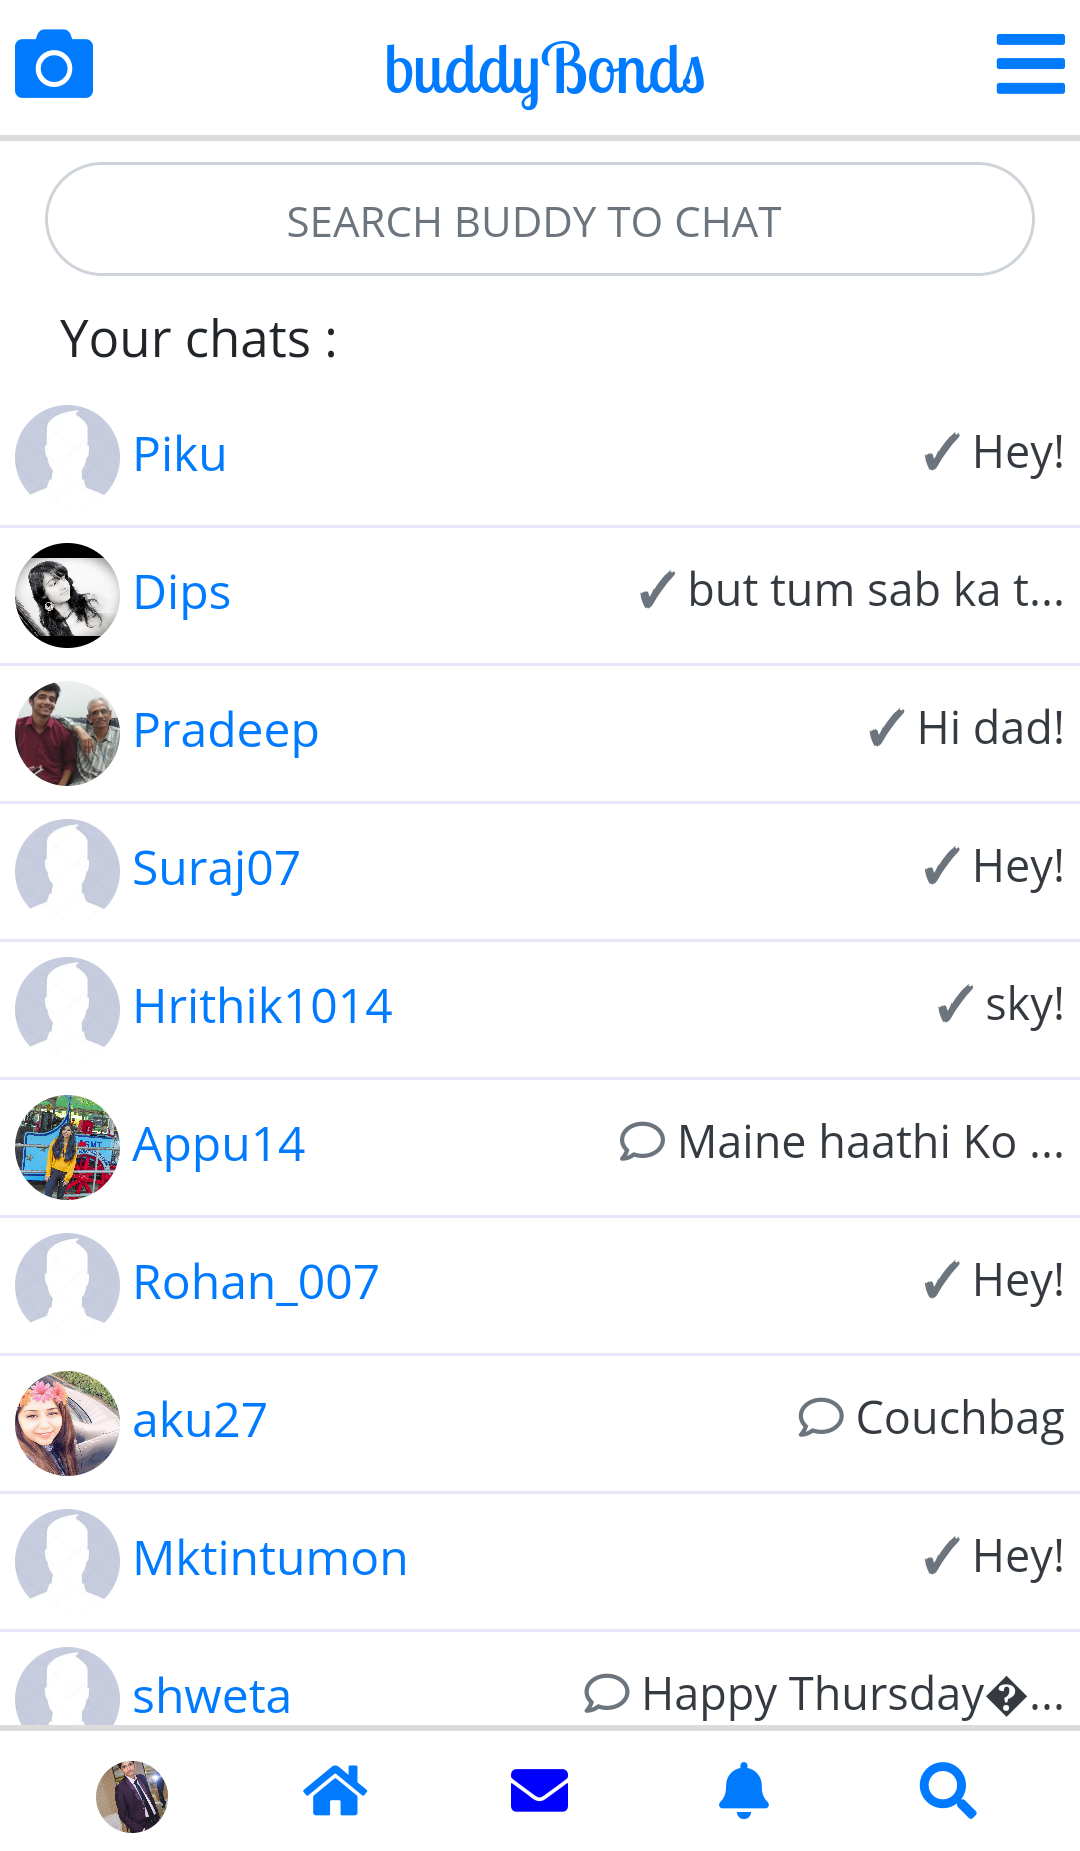 buddyBonds
SEARCH BUDDY TO CHAT
Your chats :
Piku ✓ Hey!
Dips ✓ but tum sab ka t...
Pradeep ✓ Hi dad!
Suraj07 ✓ Hey!
Hrithik1014 ✓ sky!
Appu14 Maine haathi Ko ...
Rohan_007 ✓ Hey!
aku27 Couchbag
Mktintumon ✓ Hey!
shweta Happy Thursday�...